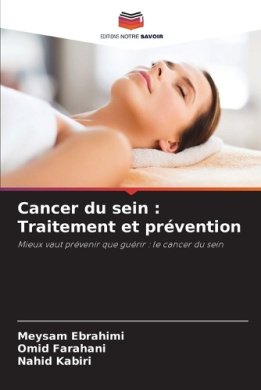 EDITIONS NOTRE SAVOIR
Cancer du sein :
Traitement et prévention
Mieux vaut prévenir que guérir : le cancer du sein
Meysam Ebrahimi
Omid Farahani
Nahid Kabiri